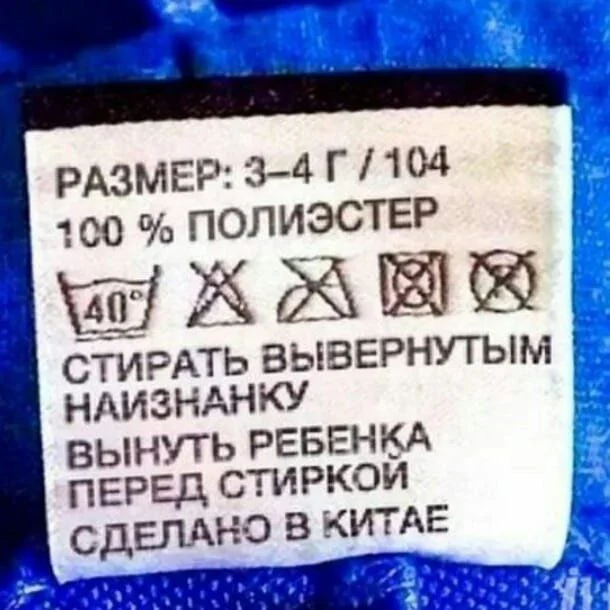 РАЗМЕР: 3-4 Г / 104
100 % ПОЛИЭСТЕР
40°
СТИРАТЬ ВЫВЕРНУТЫМ
НАИЗНАНКУ
ВЫНУТЬ РЕБЕНКА
ПЕРЕД СТИРКОЙ
СДЕЛАНО В КИТАЕ